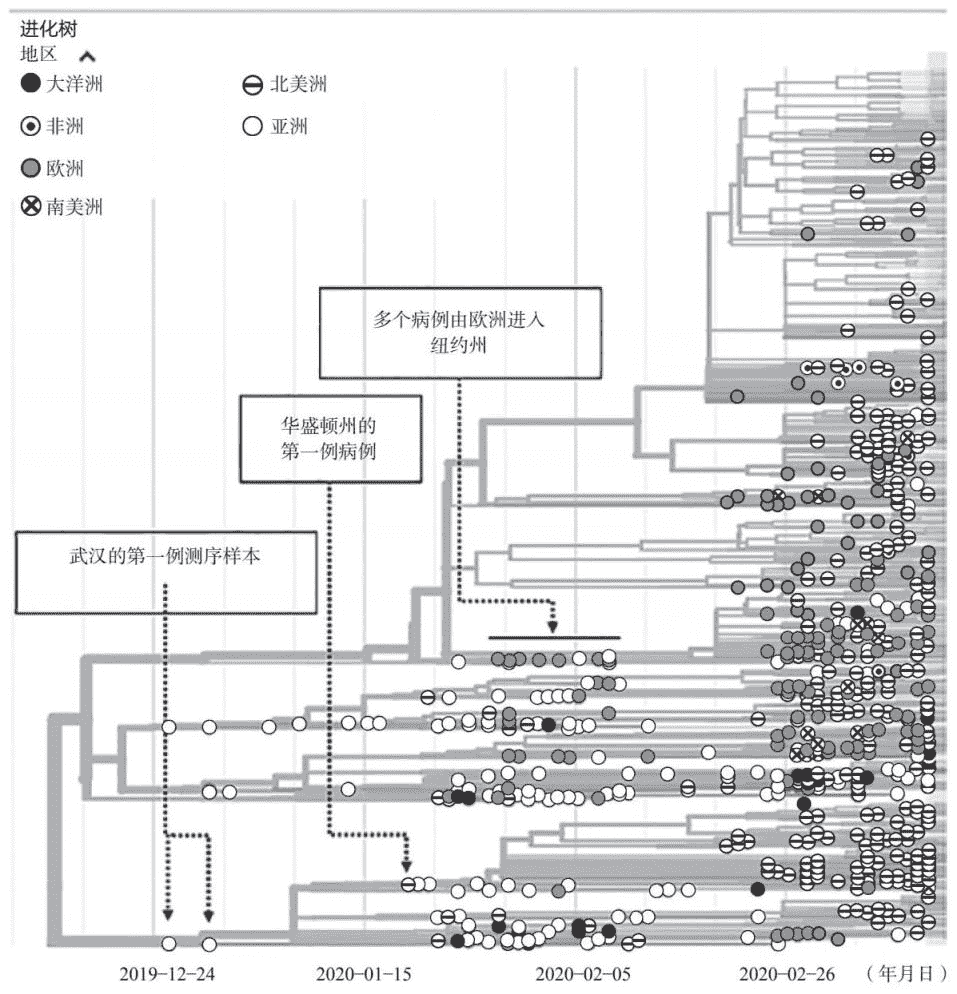 进化树
地区
大洋洲
北美洲
非洲
亚洲
欧洲
南美洲
多个病例由欧洲进入
纽约州
华盛顿州的
第一例病例
武汉的第一例测序样本
2019-12-24
2020-01-15
2020-02-05
2020-02-26
(年月日)